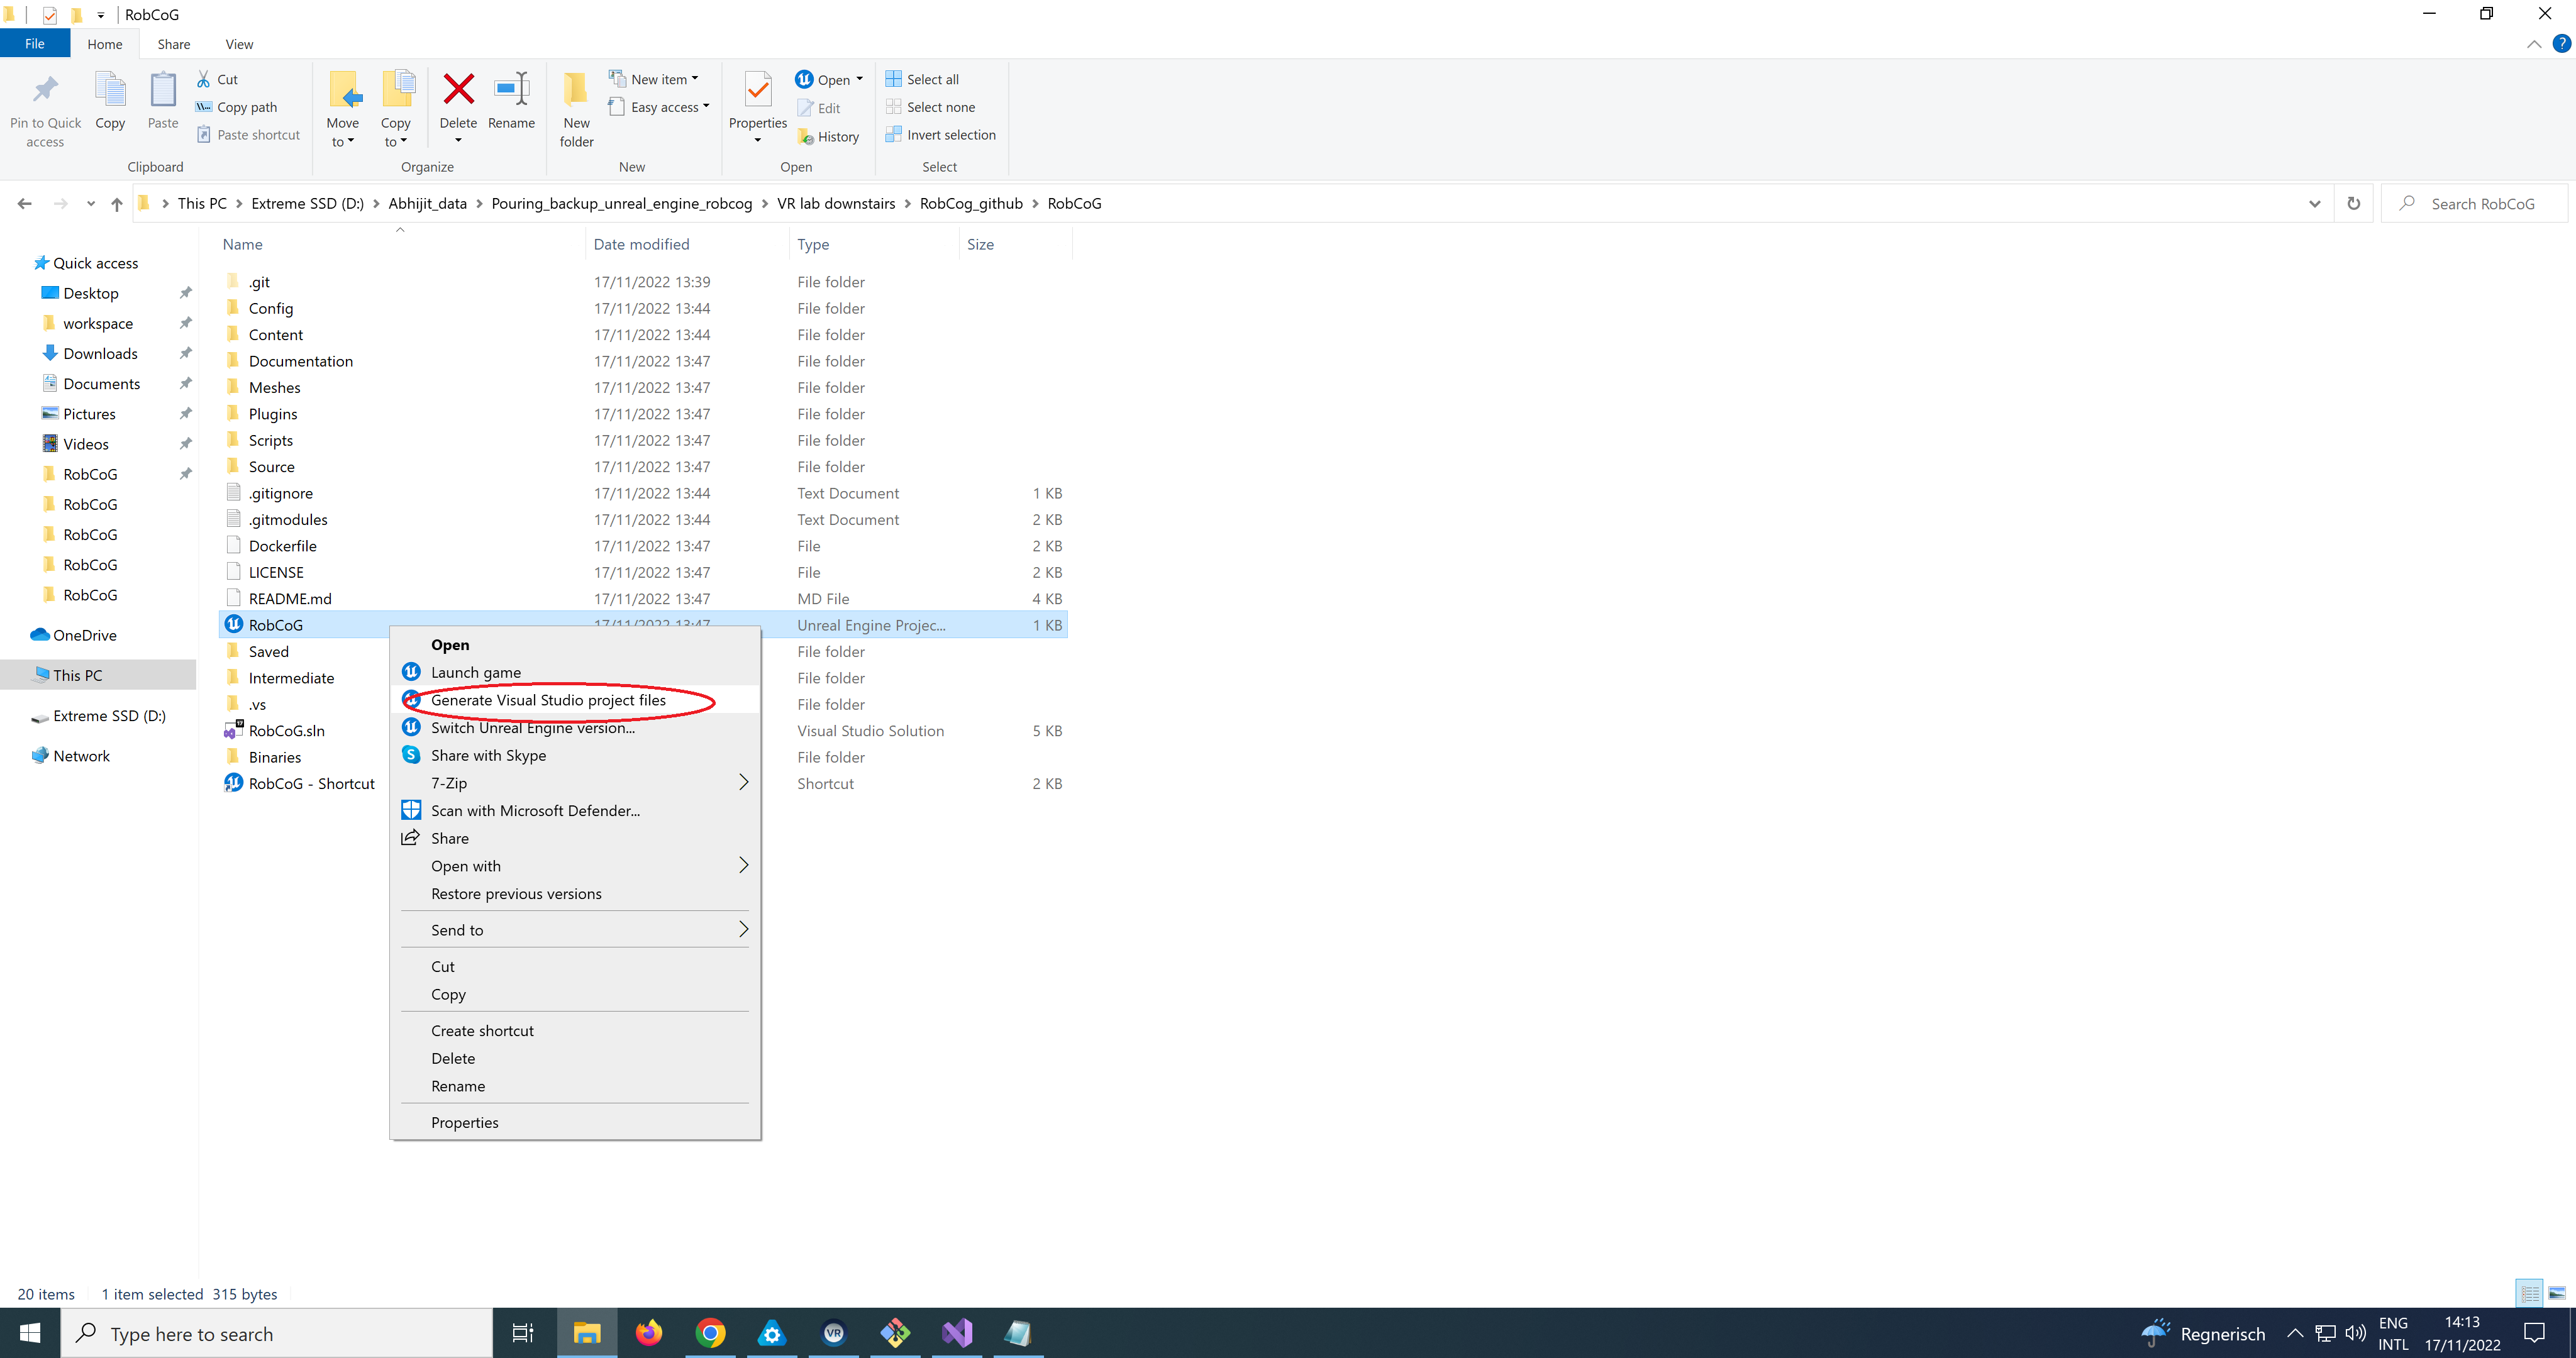 RobCoG
File Home Share View
Pin to Quick access
Copy
Paste
Cut
Copy path
Paste shortcut
Clipboard
Move to
Copy to
Delete
Rename
Organize
New folder
New item
Easy access
New
Properties
Open
Edit
History
Open
Select all
Select none
Invert selection
Select
This PC > Extreme SSD (D:) > Abhijit_data > Pouring_backup_unreal_engine_robcog > VR lab downstairs > RobCog_github > RobCoG
Search RobCoG
Quick access
Desktop
workspace
Downloads
Documents
Pictures
Videos
RobCoG
RobCoG
RobCoG
RobCoG
RobCoG
OneDrive
This PC
Extreme SSD (D:)
Network
Name Date modified Type Size
.git 17/11/2022 13:39 File folder
Config 17/11/2022 13:44 File folder
Content 17/11/2022 13:44 File folder
Documentation 17/11/2022 13:47 File folder
Meshes 17/11/2022 13:47 File folder
Plugins 17/11/2022 13:47 File folder
Scripts 17/11/2022 13:47 File folder
Source 17/11/2022 13:47 File folder
.gitignore 17/11/2022 13:44 Text Document 1 KB
.gitmodules 17/11/2022 13:44 Text Document 2 KB
Dockerfile 17/11/2022 13:47 File 2 KB
LICENSE 17/11/2022 13:47 File 2 KB
README.md 17/11/2022 13:47 MD File 4 KB
RobCoG 17/11/2022 13:47 Unreal Engine Projec... 1 KB
Saved File folder
Intermediate File folder
.vs File folder
RobCoG.sln Visual Studio Solution 5 KB
Binaries File folder
RobCoG - Shortcut Shortcut 2 KB
Open
Launch game
Generate Visual Studio project files
Switch Unreal Engine version...
Share with Skype
7-Zip
Scan with Microsoft Defender...
Share
Open with
Restore previous versions
Send to
Cut
Copy
Create shortcut
Delete
Rename
Properties
20 items 1 item selected 315 bytes
Type here to search
VR
Regnerisch
ENG
INTL
14:13
17/11/2022